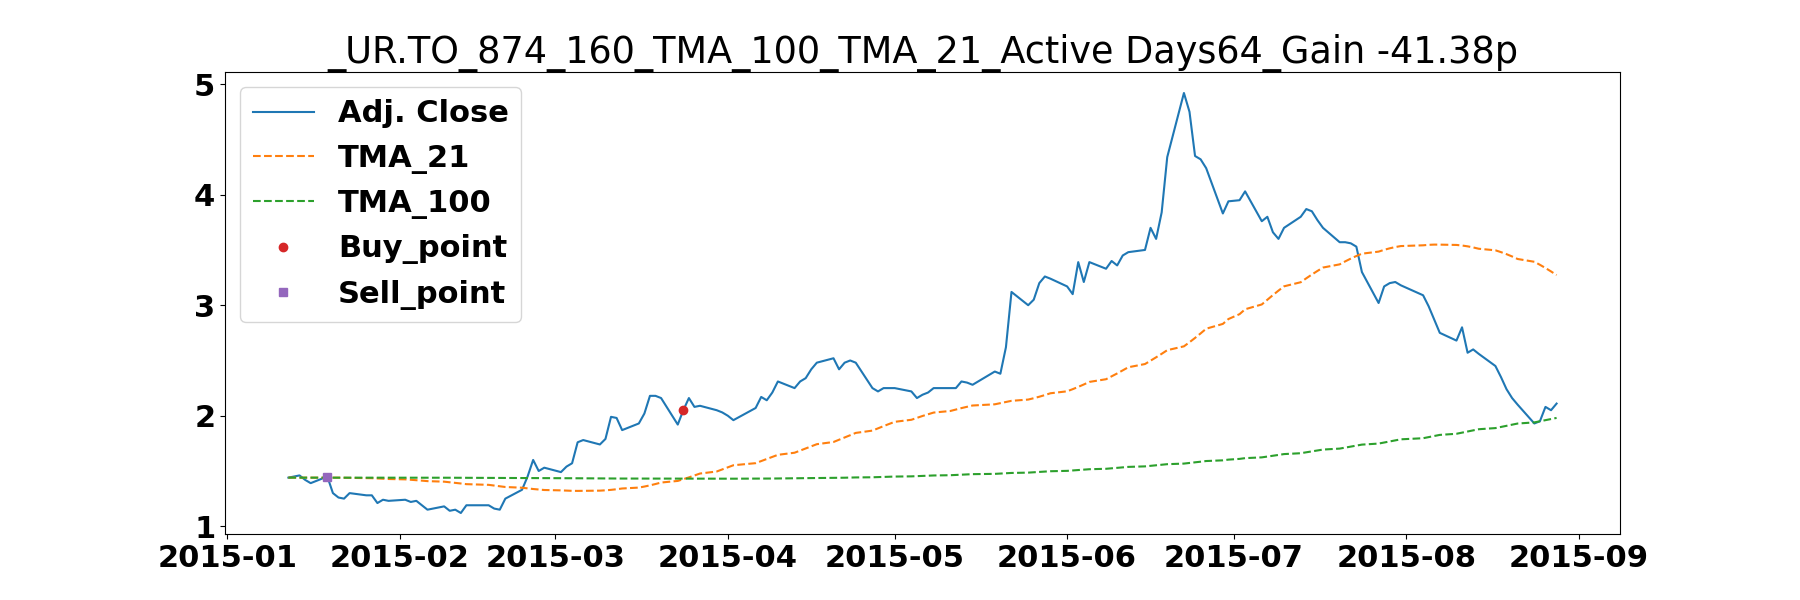 _UR.TO_874_160_TMA_100_TMA_21_Active Days64_Gain -41.38p
5
4
3
2
1
Adj. Close
TMA_21
TMA_100
Buy_point
Sell_point
2015-01 2015-02 2015-03 2015-04 2015-05 2015-06 2015-07 2015-08 2015-09